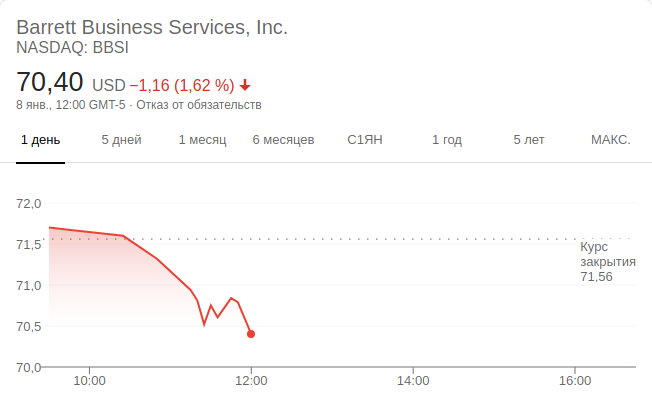 Barrett Business Services, Inc.
NASDAQ: BBSI
70,40 USD −1,16 (1,62 %)
8 янв., 12:00 GMT-5 · Отказ от обязательств
1 день 5 дней 1 месяц 6 месяцев С1ЯН 1 год 5 лет МАКС.
72,0
71,5
71,0
70,5
70,0
Курс
закрытия
71,56
10:00 12:00 14:00 16:00